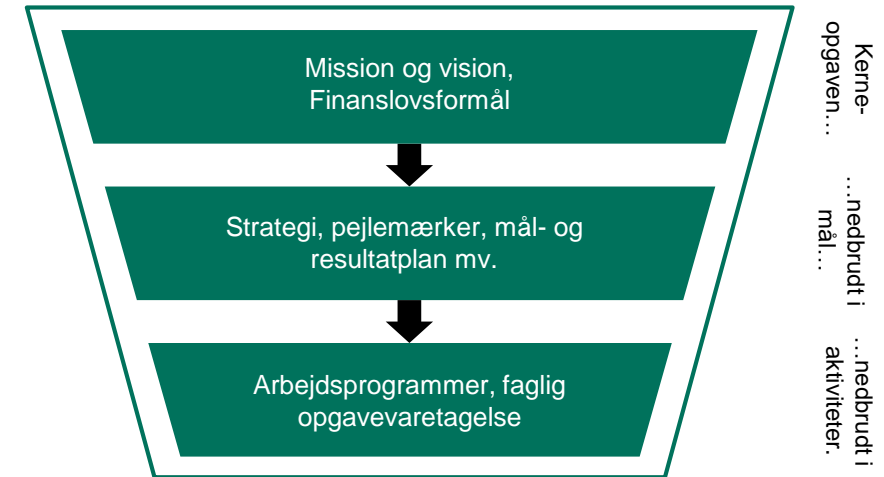 Mission og vision,
Finanslovsformål
Kerne-
opgaven…
Strategi, pejlemærker, mål- og
resultatplan mv.
…nedbrudt i
mål…
Arbejdsprogrammer, faglig
opgavevaretagelse
…nedbrudt i
aktiviteter.